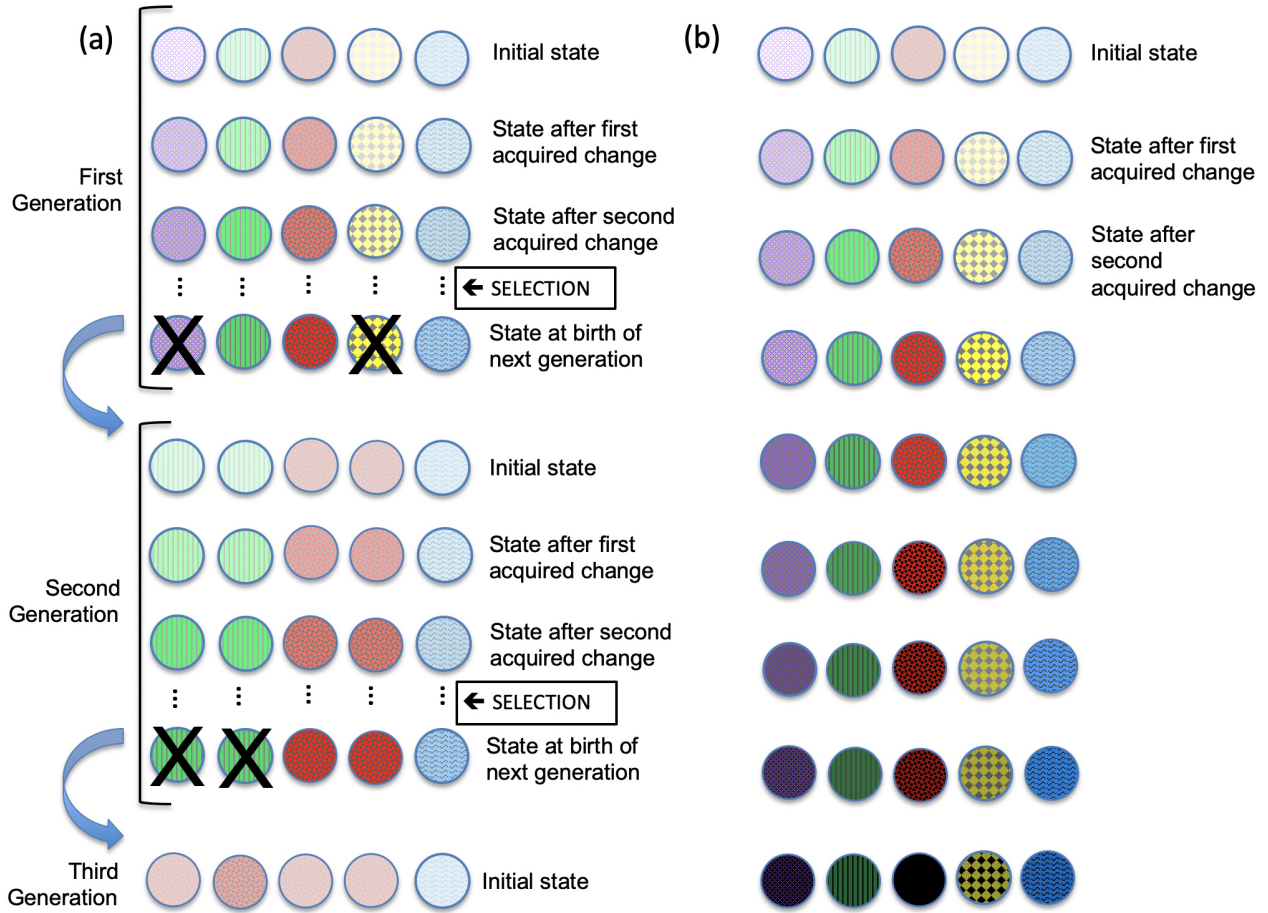 (a)
Initial state
State after first
acquired change
First
Generation
State after second
acquired change
🡰 SELECTION
X X
State at birth of
next generation
Initial state
State after first
acquired change
Second
Generation
State after second
acquired change
🡰 SELECTION
X X
State at birth of
next generation
Third
Generation
Initial state
(b)
Initial state
State after first
acquired change
State after
second
acquired change